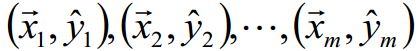 (x⃗₁, ŷ₁), (x⃗₂, ŷ₂), ⋯, (x⃗ₘ, ŷₘ)